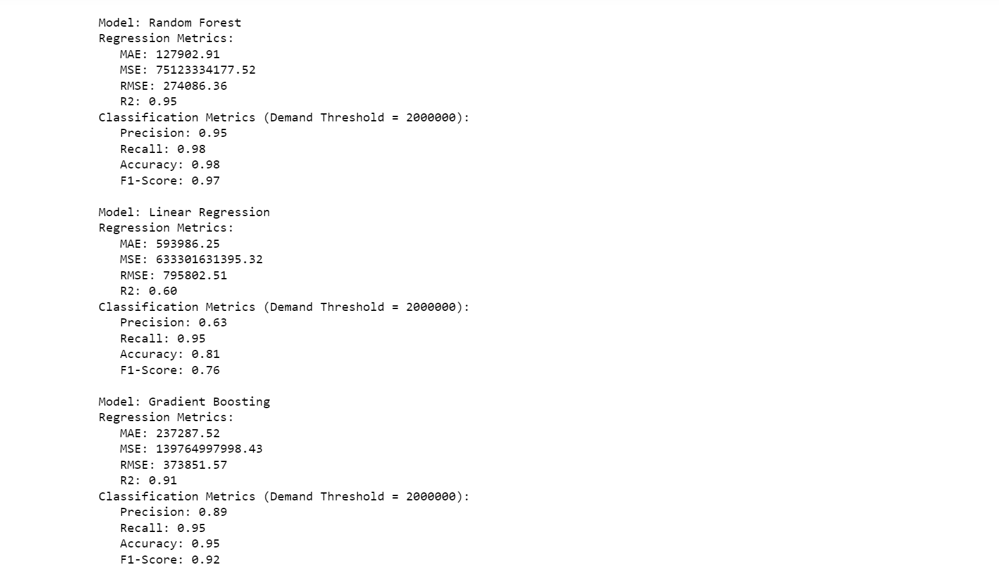 Model: Random Forest
Regression Metrics:
MAE: 127902.91
MSE: 75123334177.52
RMSE: 274086.36
R2: 0.95
Classification Metrics (Demand Threshold = 2000000):
Precision: 0.95
Recall: 0.98
Accuracy: 0.98
F1-Score: 0.97
Model: Linear Regression
Regression Metrics:
MAE: 593986.25
MSE: 633301631395.32
RMSE: 795802.51
R2: 0.60
Classification Metrics (Demand Threshold = 2000000):
Precision: 0.63
Recall: 0.95
Accuracy: 0.81
F1-Score: 0.76
Model: Gradient Boosting
Regression Metrics:
MAE: 237287.52
MSE: 139764997998.43
RMSE: 373851.57
R2: 0.91
Classification Metrics (Demand Threshold = 2000000):
Precision: 0.89
Recall: 0.95
Accuracy: 0.95
F1-Score: 0.92